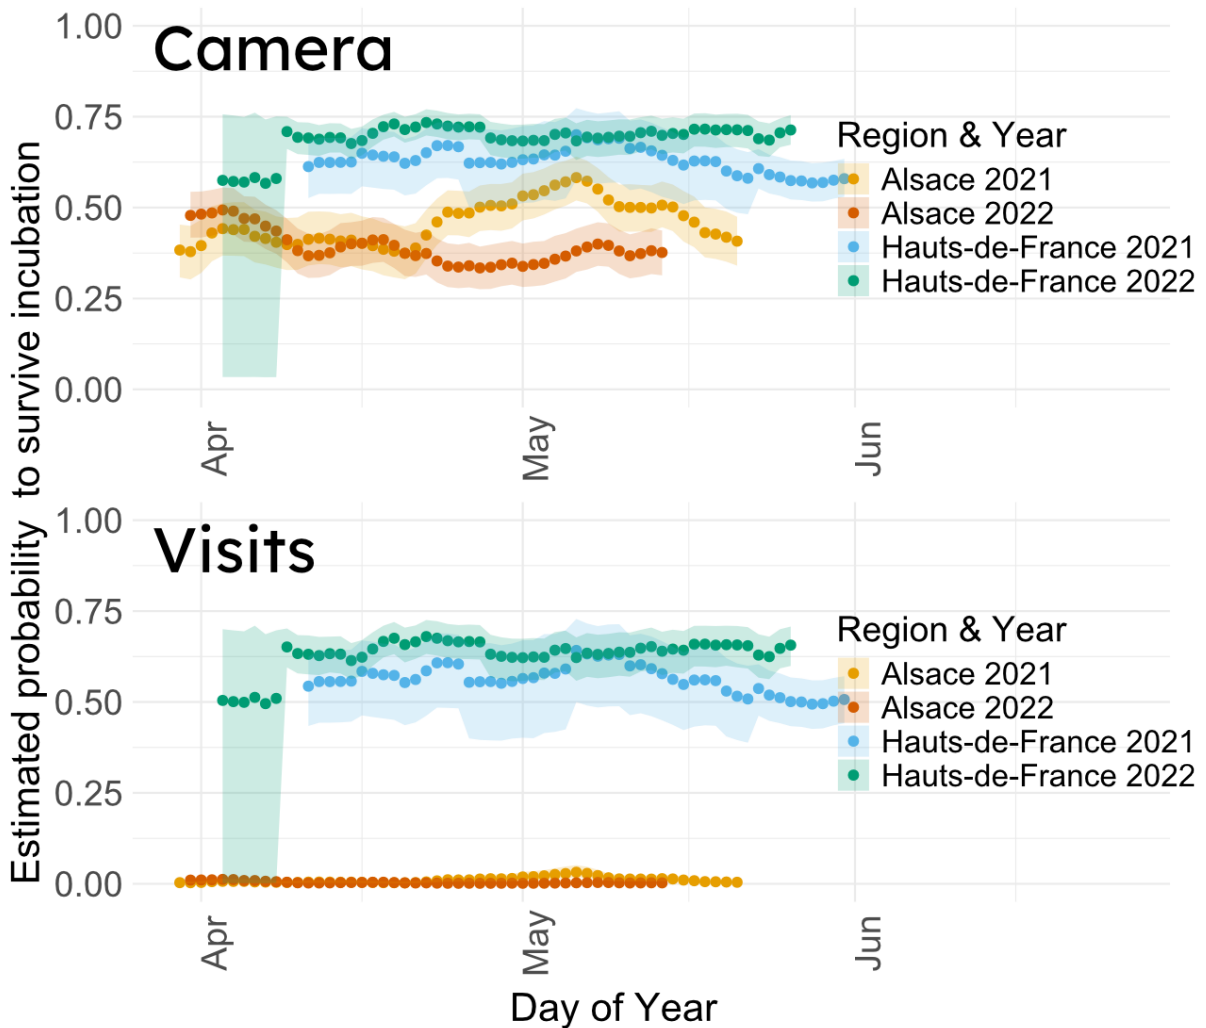 Estimated probability to survive incubation
1.00
Camera
0.75
0.50
0.25
0.00
Region & Year
Alsace 2021
Alsace 2022
Hauts-de-France 2021
Hauts-de-France 2022
Apr
May
Jun
1.00
Visits
0.75
0.50
0.25
0.00
Region & Year
Alsace 2021
Alsace 2022
Hauts-de-France 2021
Hauts-de-France 2022
Apr
May
Jun
Day of Year